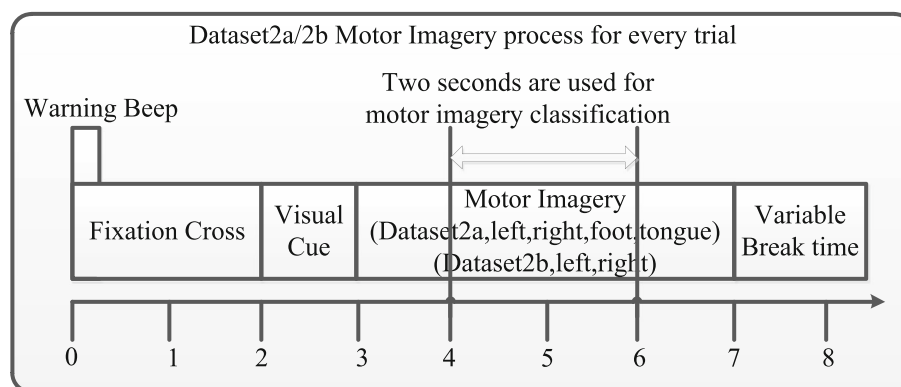 Dataset2a/2b Motor Imagery process for every trial
Two seconds are used for
motor imagery classification
Warning Beep
Fixation Cross
Visual
Cue
Motor Imagery
(Dataset2a,left,right,foot,tongue)
(Dataset2b,left,right)
Variable
Break time
0 1 2 3 4 5 6 7 8